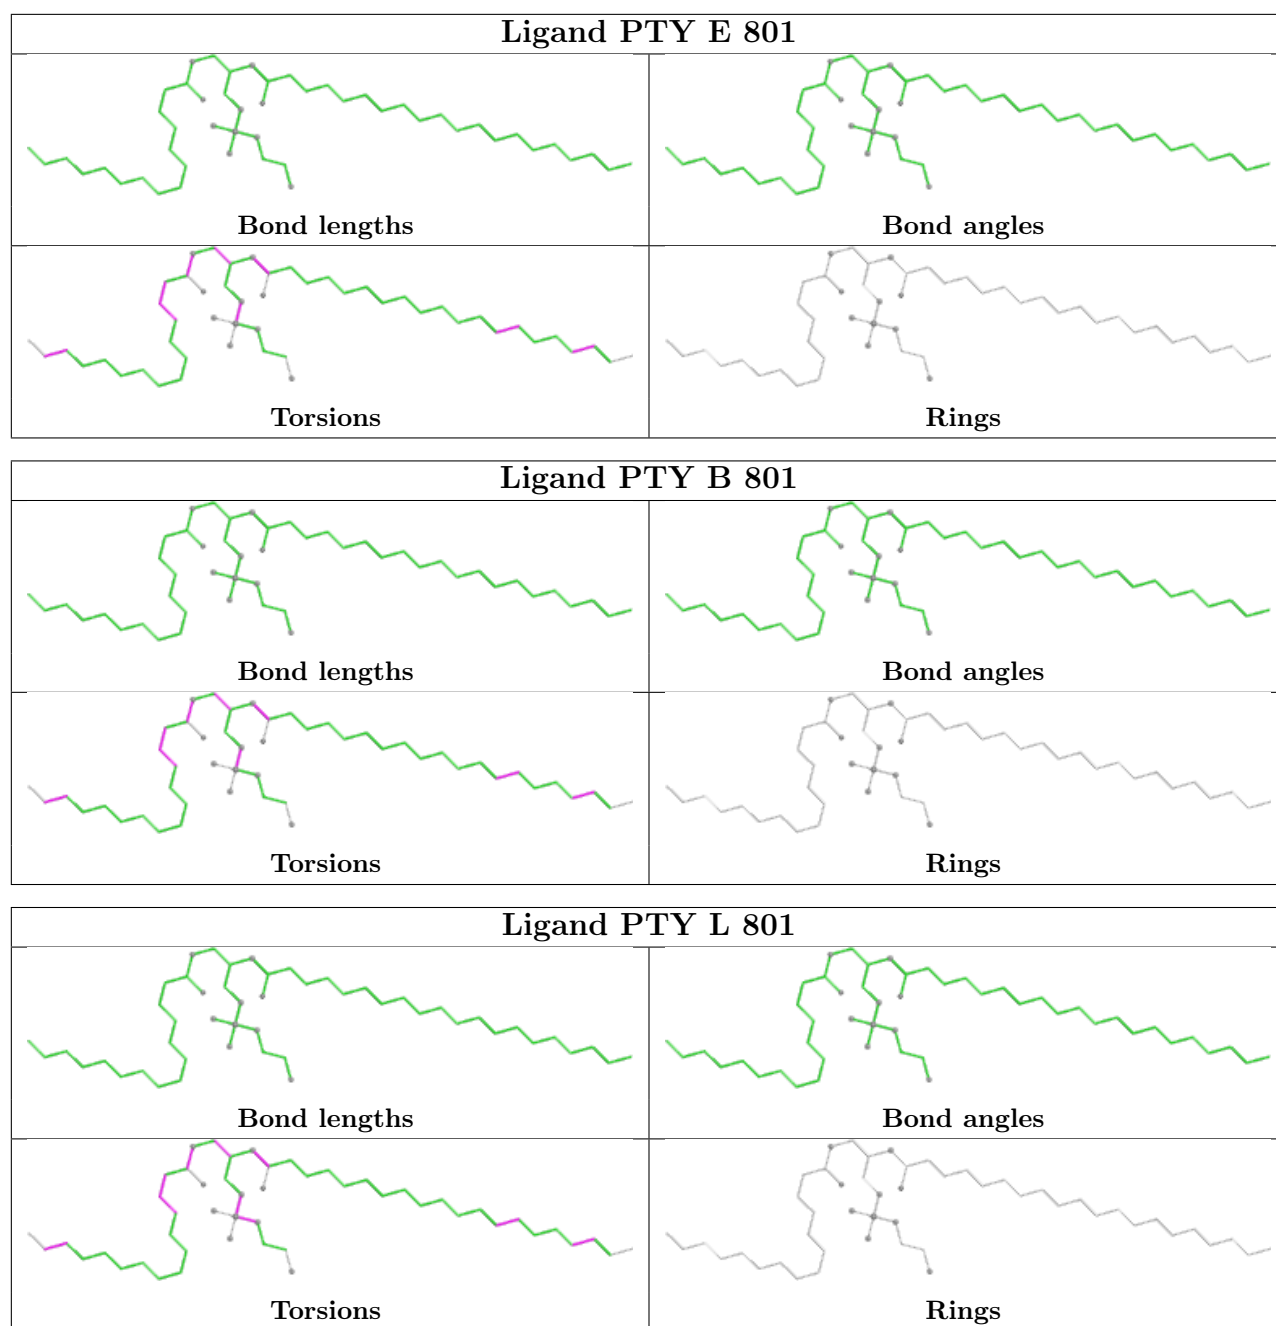 Ligand PTY E 801
Bond lengths
Bond angles
Torsions
Rings
Ligand PTY B 801
Bond lengths
Bond angles
Torsions
Rings
Ligand PTY L 801
Bond lengths
Bond angles
Torsions
Rings